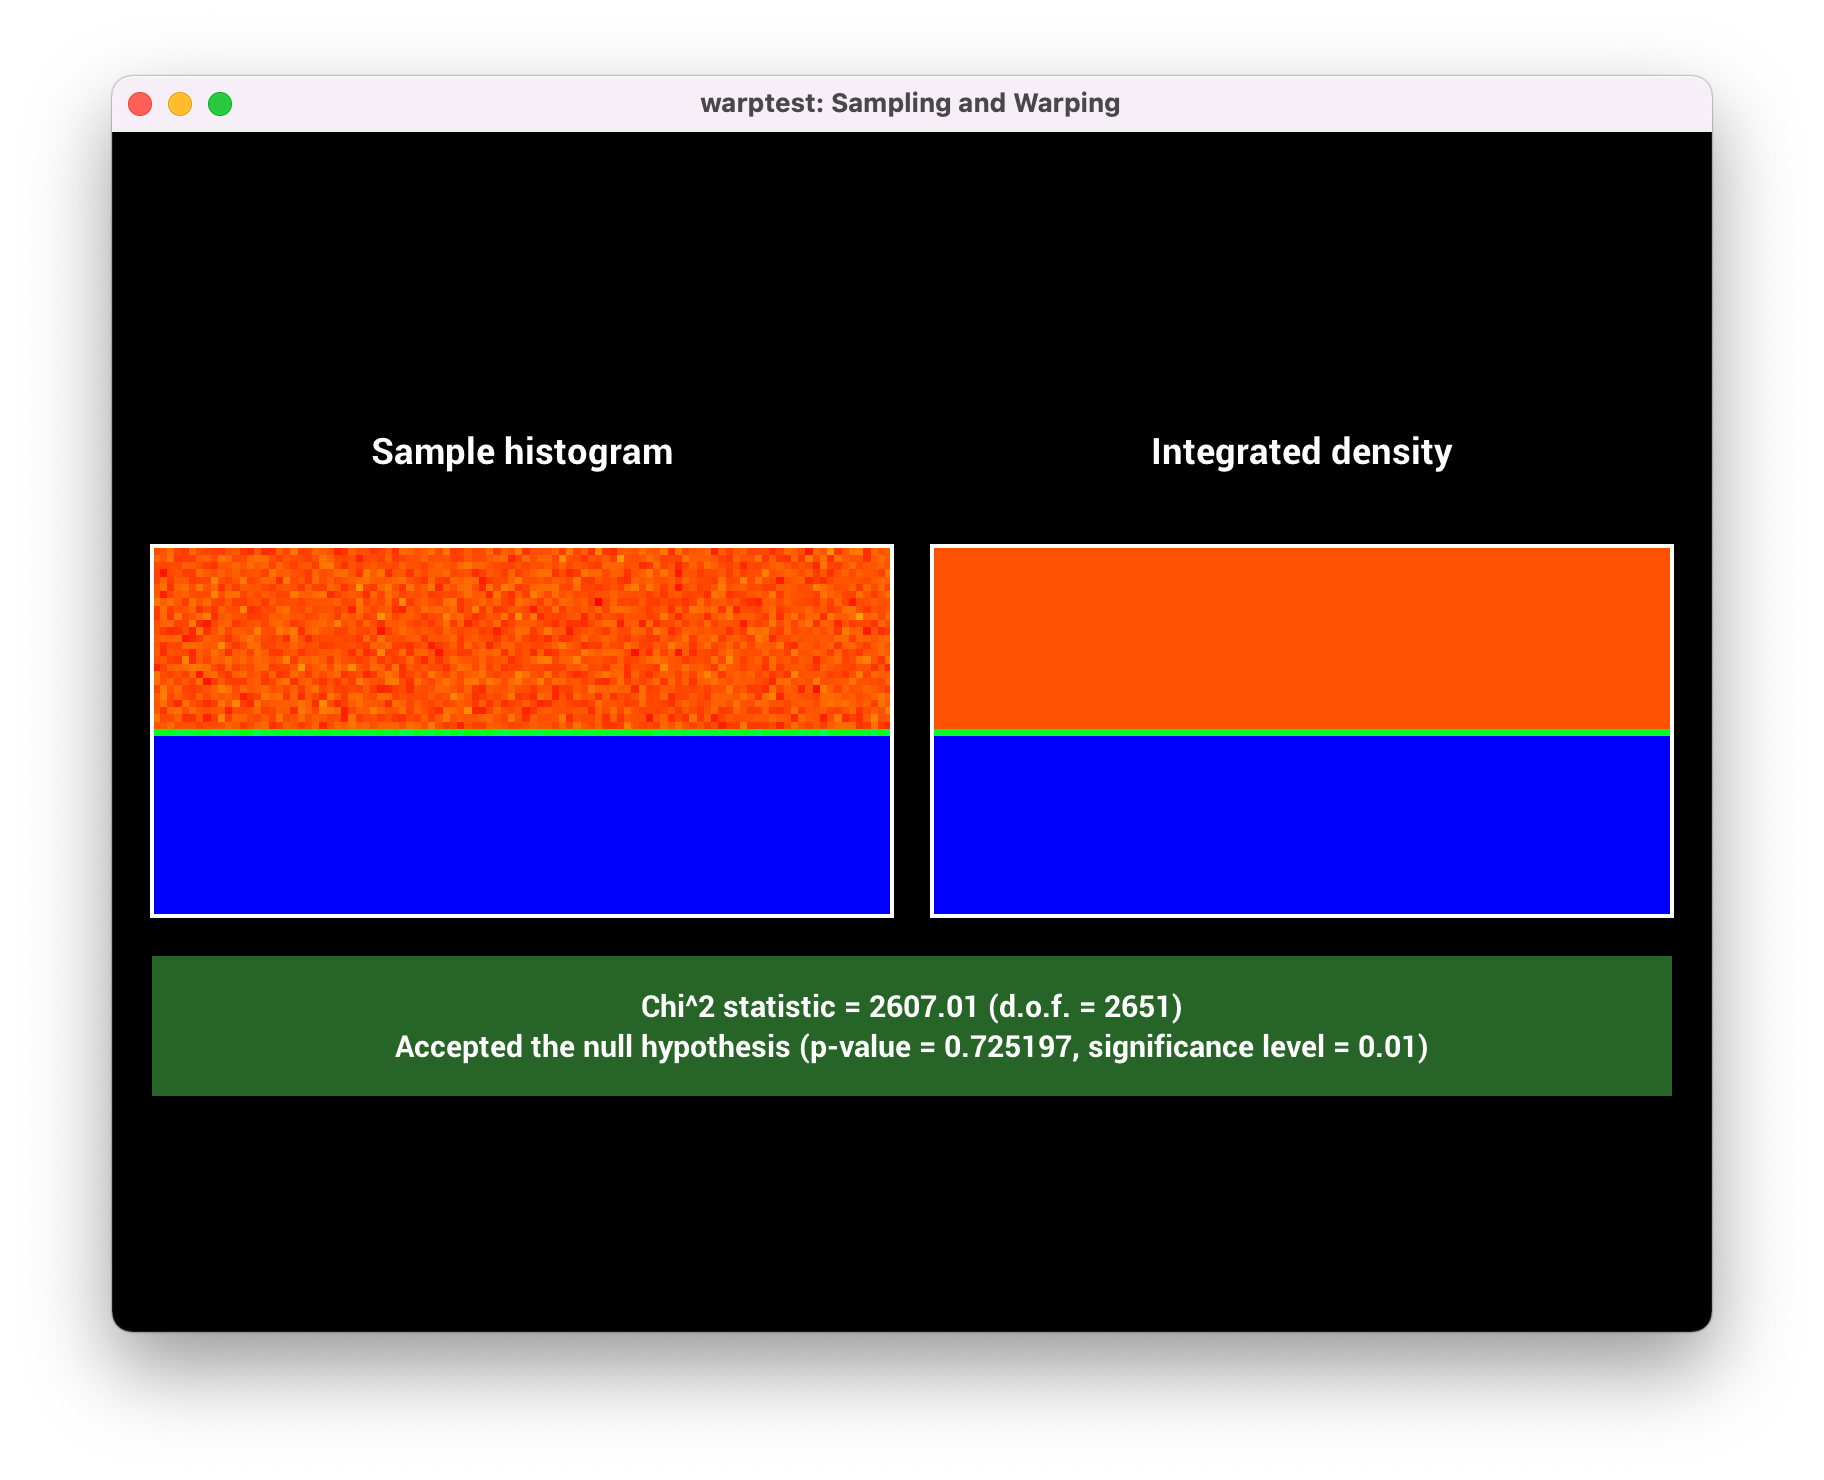 warptest: Sampling and Warping
Sample histogram
Integrated density
Chi^2 statistic = 2607.01 (d.o.f. = 2651)
Accepted the null hypothesis (p-value = 0.725197, significance level = 0.01)